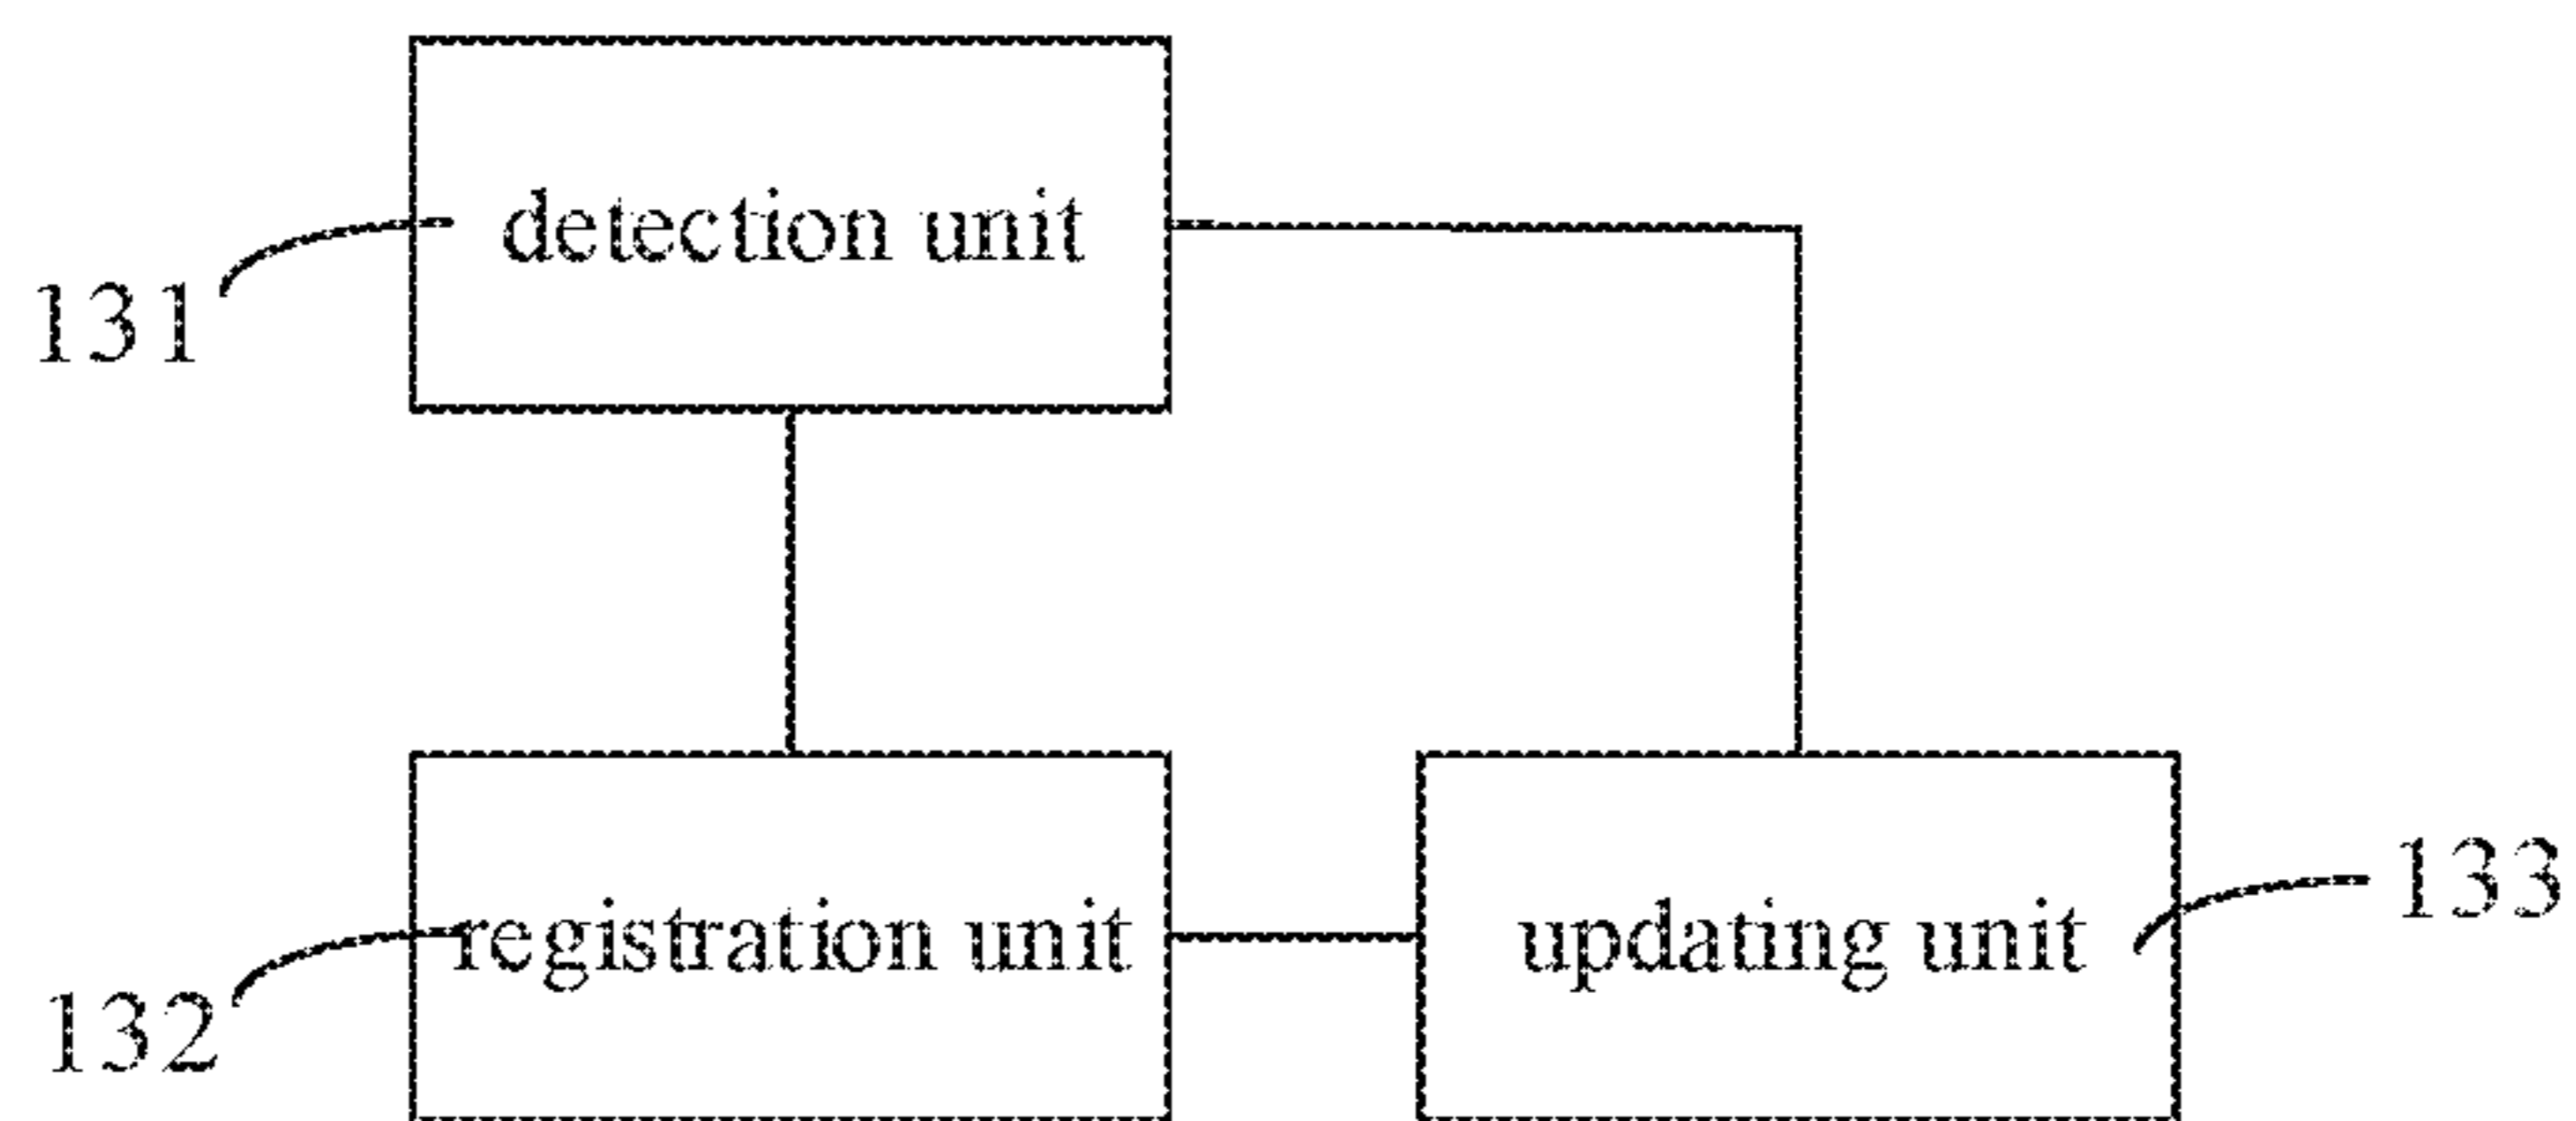 detection unit
131
registration unit
updating unit
133
132